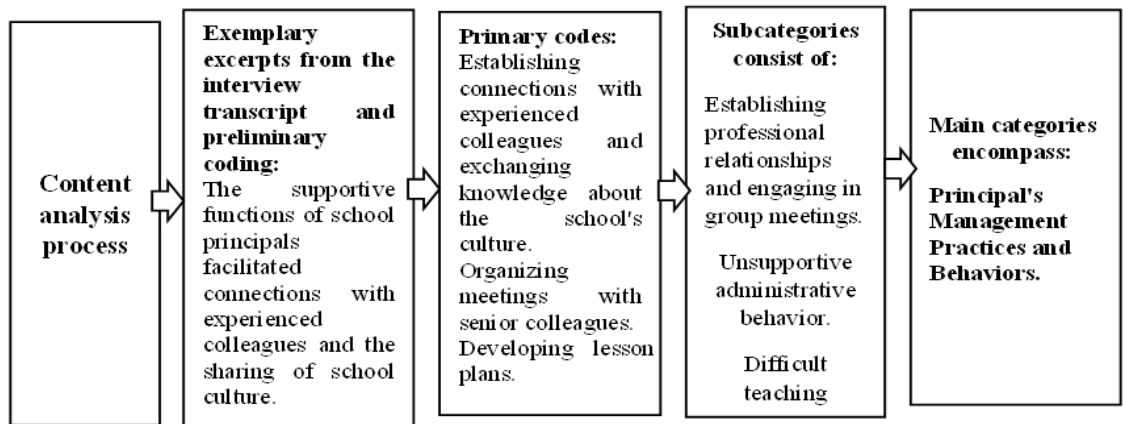 Content
analysis
process
Exemplary
excerpts from the
interview
transcript and
preliminary
coding:
The supportive
functions of school
principals
facilitated
connections with
experienced
colleagues and the
sharing of school
culture.
Primary codes:
Establishing
connections with
experienced
colleagues and
exchanging
knowledge about
the school's
culture.
Organizing
meetings with
senior colleagues.
Developing lesson
plans.
Subcategories
consist of:
Establishing
professional
relationships
and engaging in
group meetings.
Unsupportive
administrative
behavior.
Difficult
teaching
Main categories
encompass:
Principal's
Management
Practices and
Behaviors.